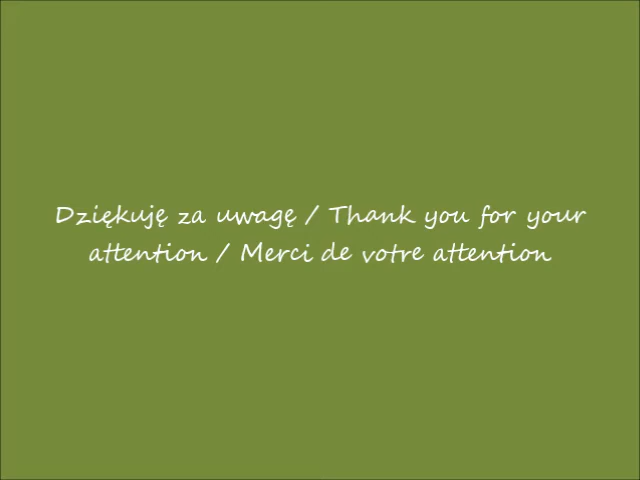 Dziękuję za uwagę / Thank you for your
attention / Merci de votre attention